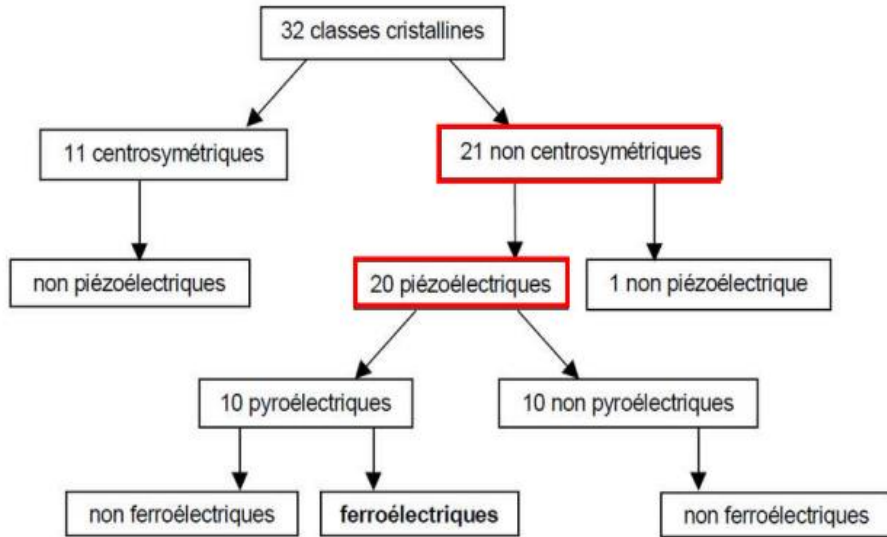 32 classes cristallines
11 centrosymétriques
21 non centrosymétriques
non piézoélectriques
20 piézoélectriques
1 non piézoélectrique
10 pyroélectriques
10 non pyroélectriques
non ferroélectriques
ferroélectriques
non ferroélectriques